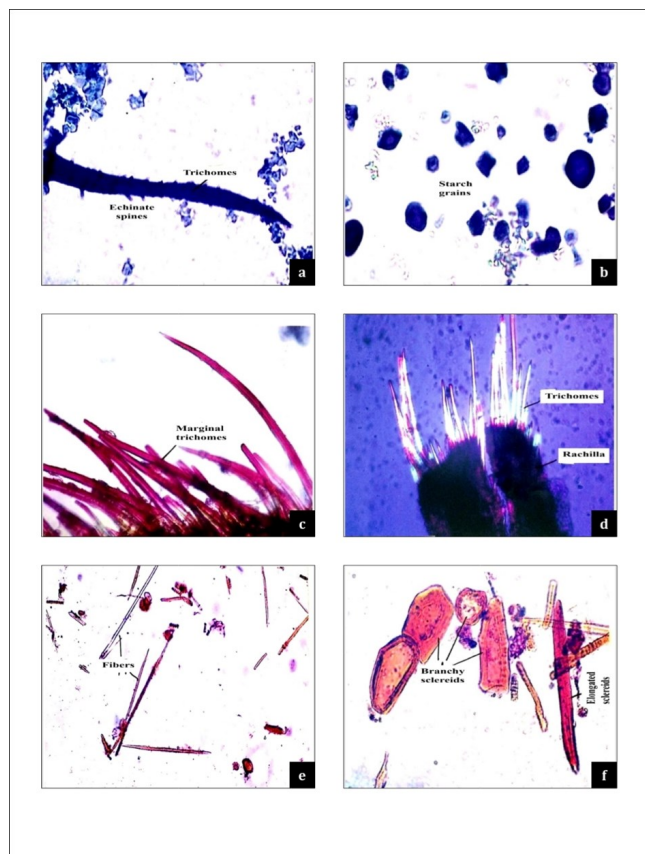 Trichomes
Echinate
spines
a
Starch
grains
b
Marginal
trichomes
c
Trichomes
Rachilla
d
Fibers
e
Branchy
sclereids
Elongated
sclereids
f